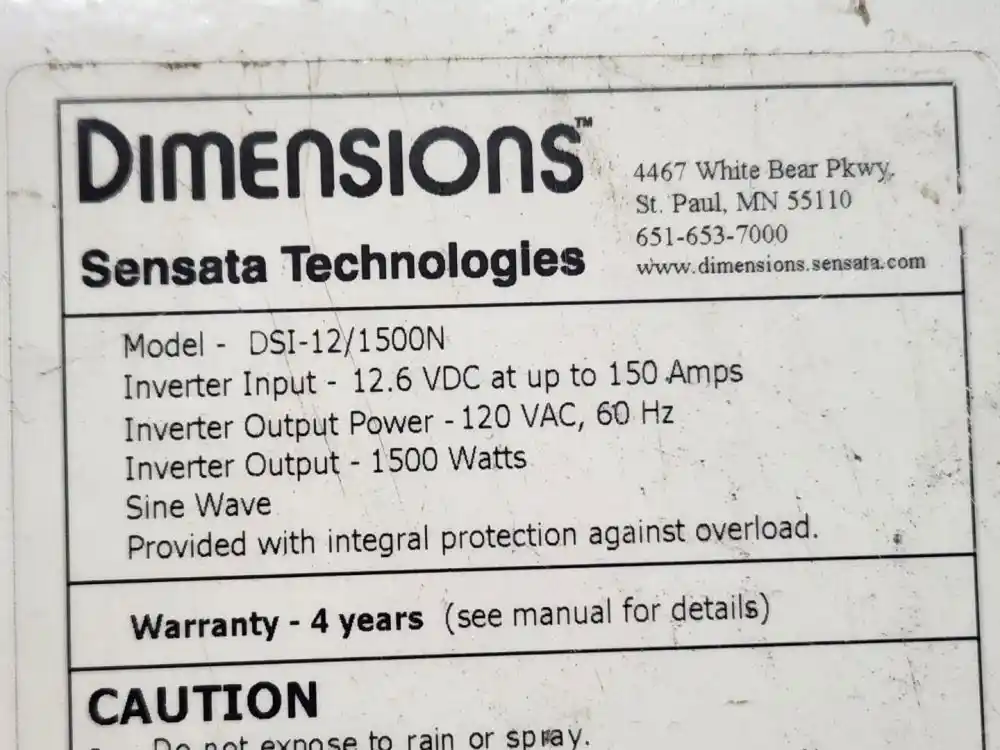 DIMENSIONS™
Sensata Technologies
4467 White Bear Pkwy.
St. Paul, MN 55110
651-653-7000
www.dimensions.sensata.com
Model - DSI-12/1500N
Inverter Input - 12.6 VDC at up to 150 Amps
Inverter Output Power - 120 VAC, 60 Hz
Inverter Output - 1500 Watts
Sine Wave
Provided with integral protection against overload.
Warranty - 4 years (see manual for details)
CAUTION
Do not expose to rain or spray.